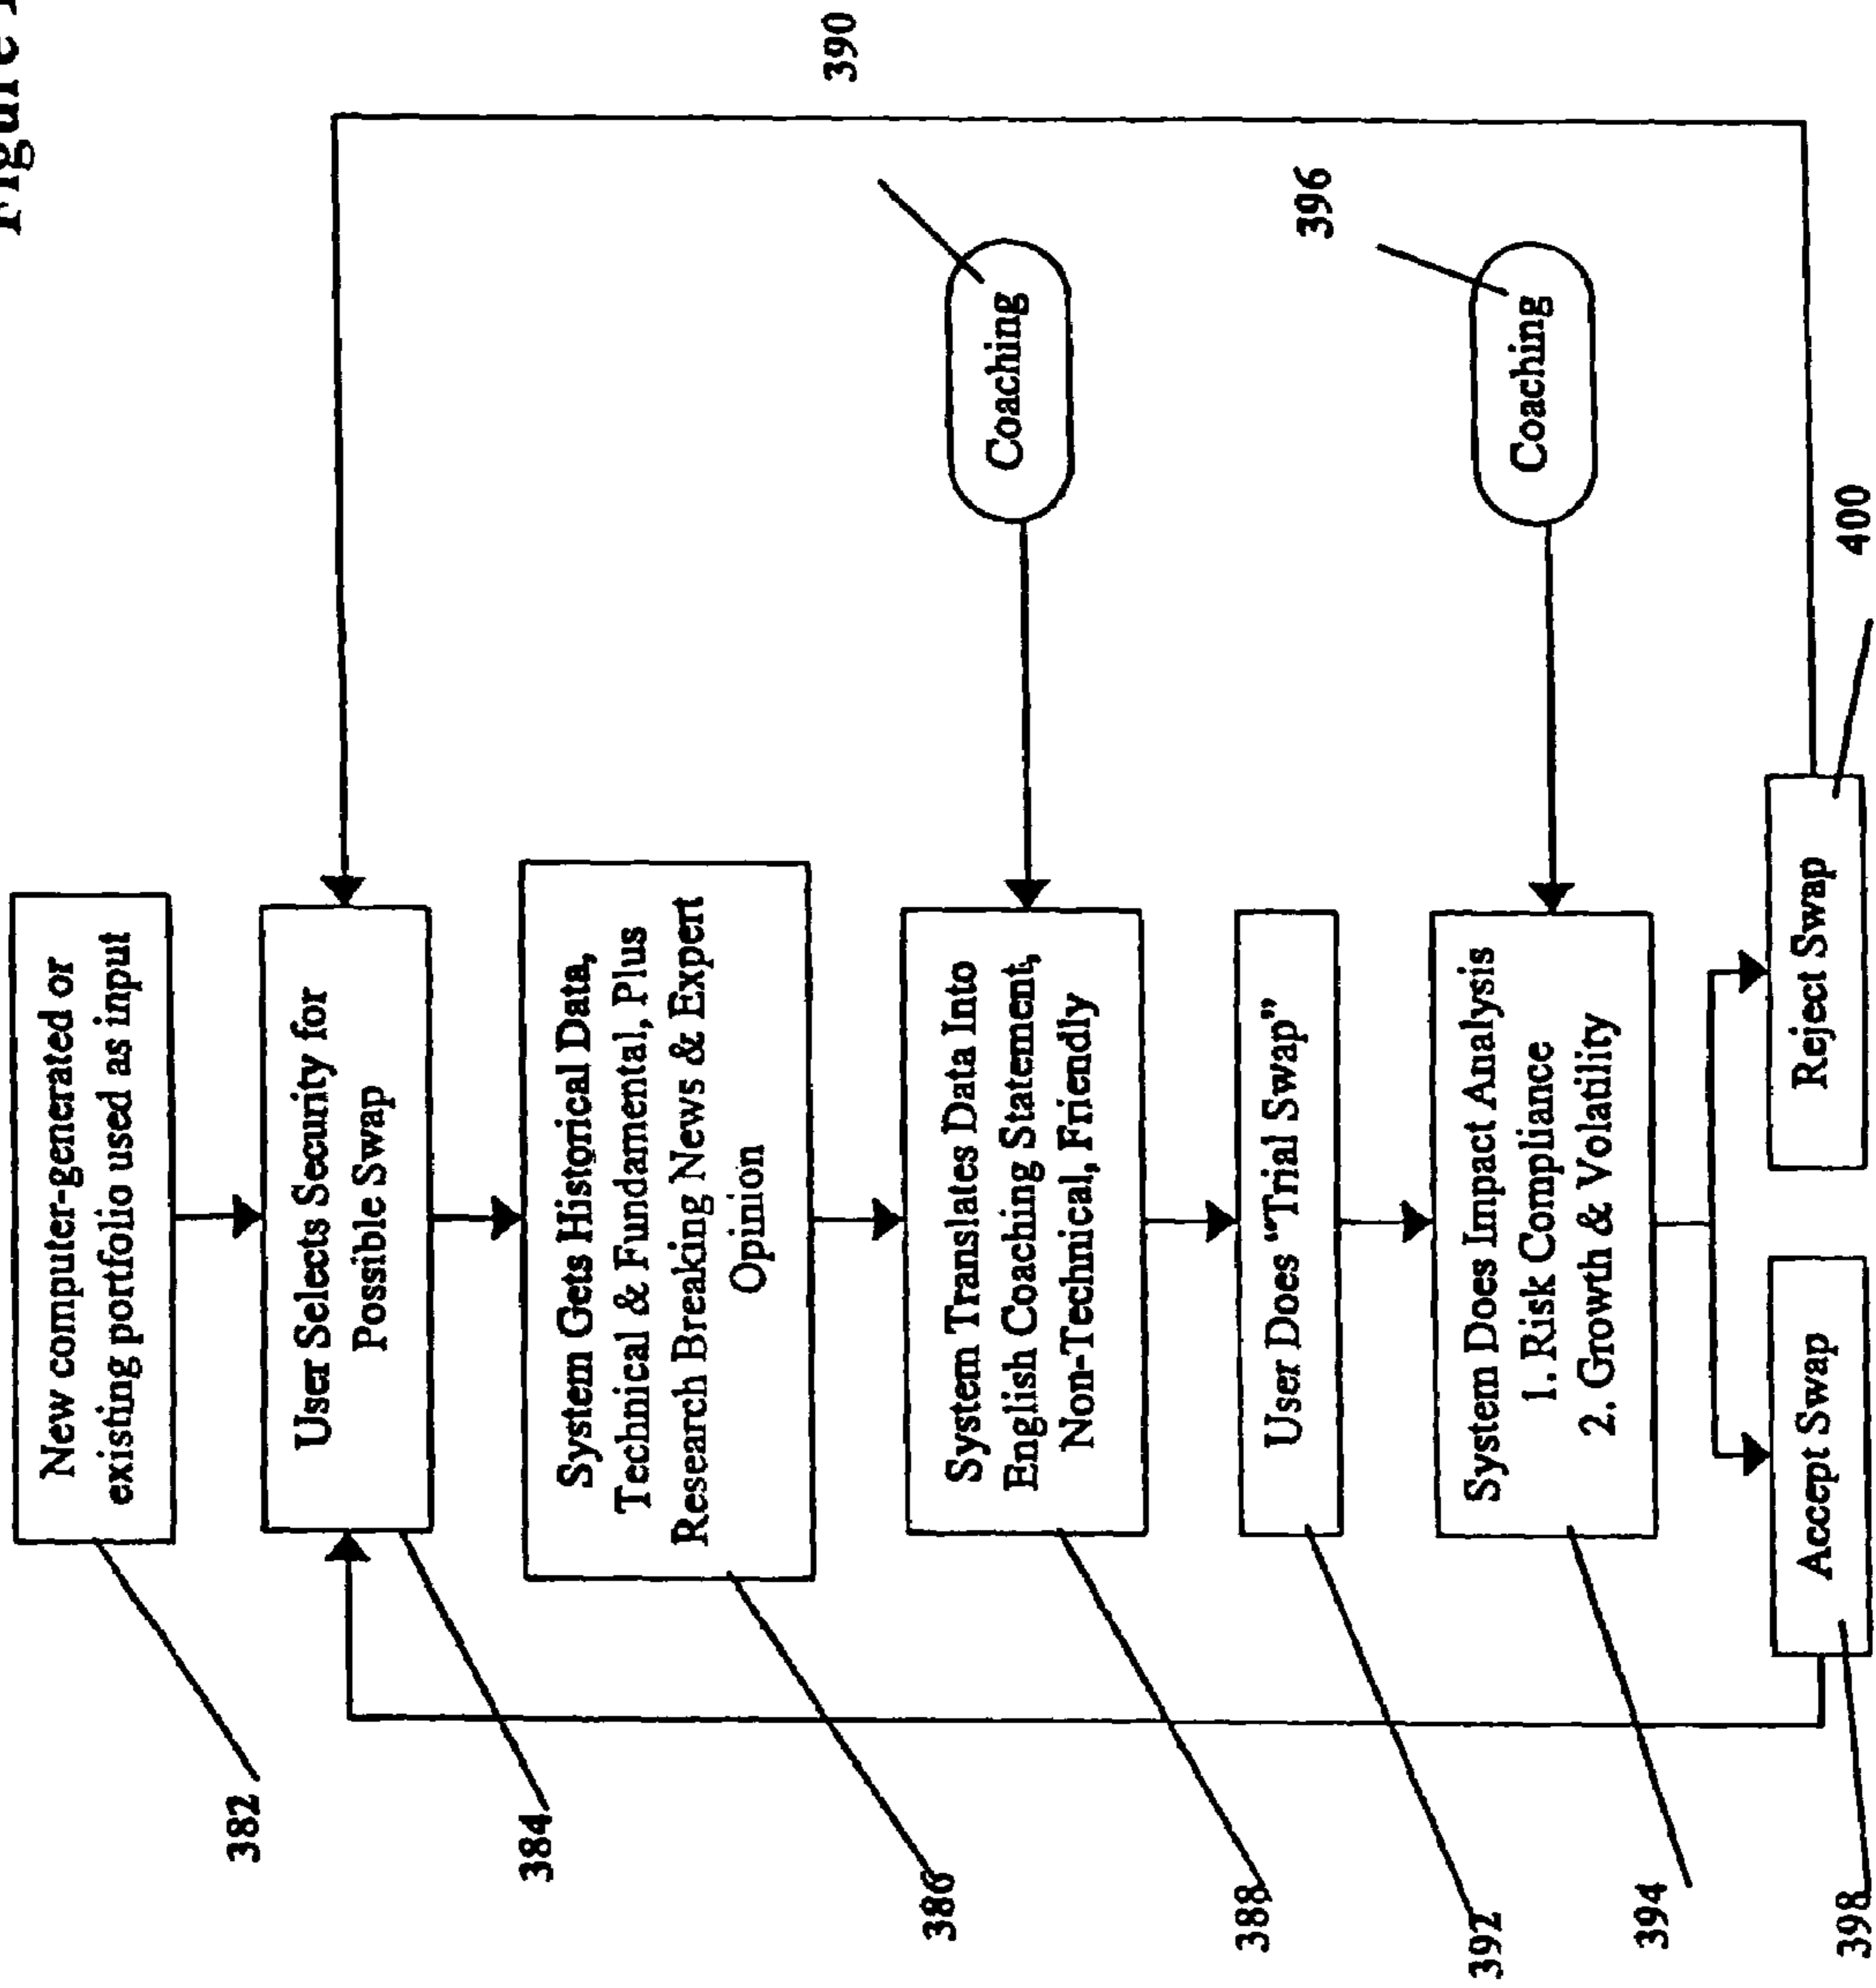 Figure
New computer-generated or
existing portfolio used as input
382
User Selects Security for
Possible Swap
384
System Gets Historical Data,
Technical & Fundamental, Plus
Research Breaking News & Expert
Opinion
386
390
Coaching
System Translates Data Into
English Coaching Statement,
Non-Technical, Friendly
388
User Does "Trial Swap"
392
396
Coaching
System Does Impact Analysis
1. Risk Compliance
2. Growth & Volatility
394
Accept Swap
398
Reject Swap
400